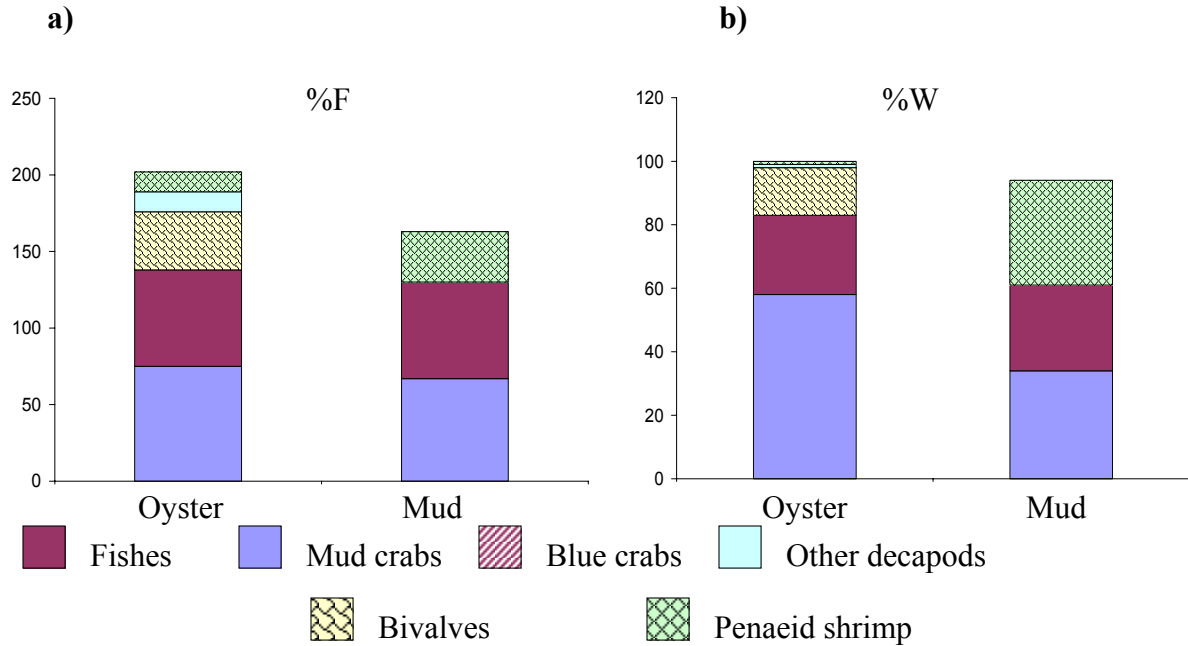 a)
b)
%F
250
200
150
100
50
0
Oyster
Mud
%W
120
100
80
60
40
20
0
Oyster
Mud
Fishes
Mud crabs
Blue crabs
Other decapods
Bivalves
Penaeid shrimp